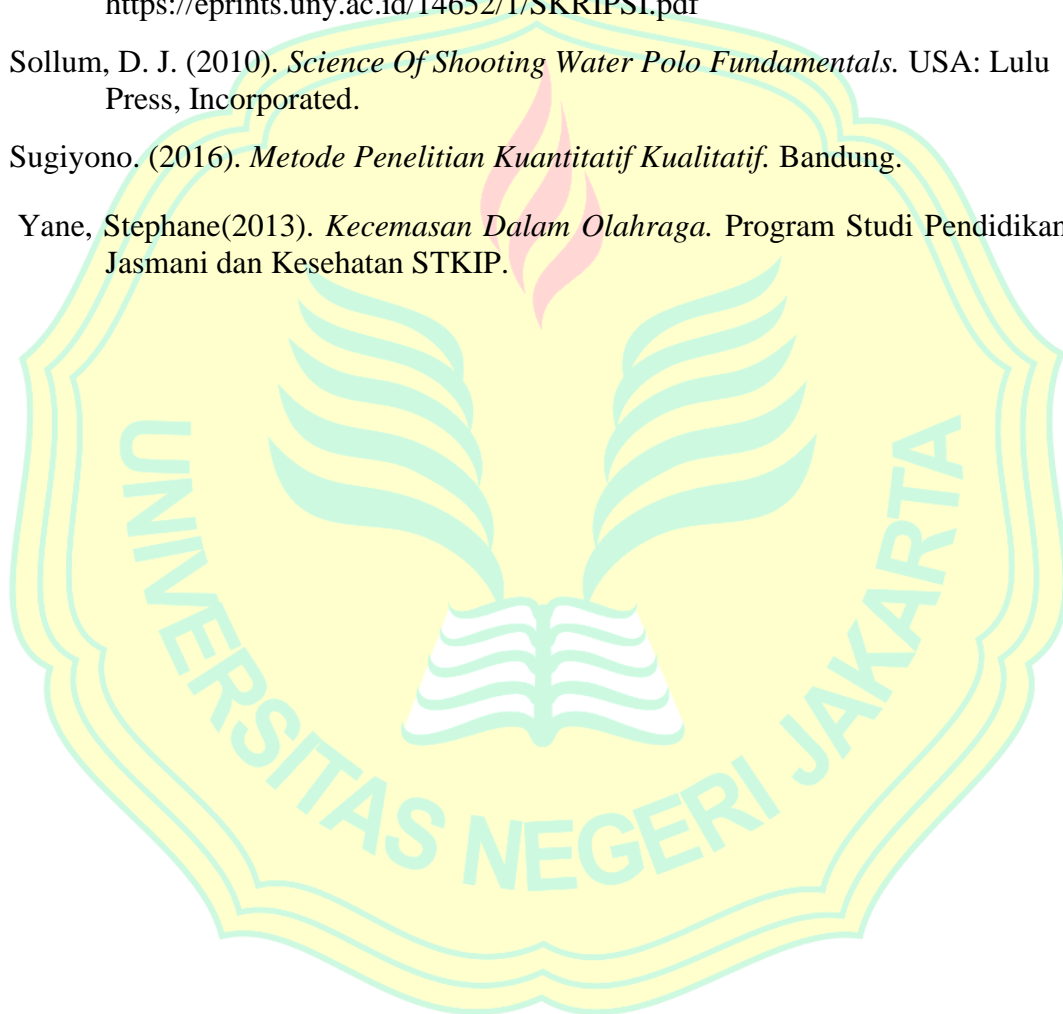 https://eprints.uny.ac.id/14652/1/SKRIPSI.pdf
Sollum, D. J. (2010). Science Of Shooting Water Polo Fundamentals. USA: Lulu
Press, Incorporated.
Sugiyono. (2016). Metode Penelitian Kuantitatif Kualitatif. Bandung.
Yane, Stephane(2013). Kecemasan Dalam Olahraga. Program Studi Pendidikan
Jasmani dan Kesehatan STKIP.
UNIVERSITAS NEGERI JAKARTA